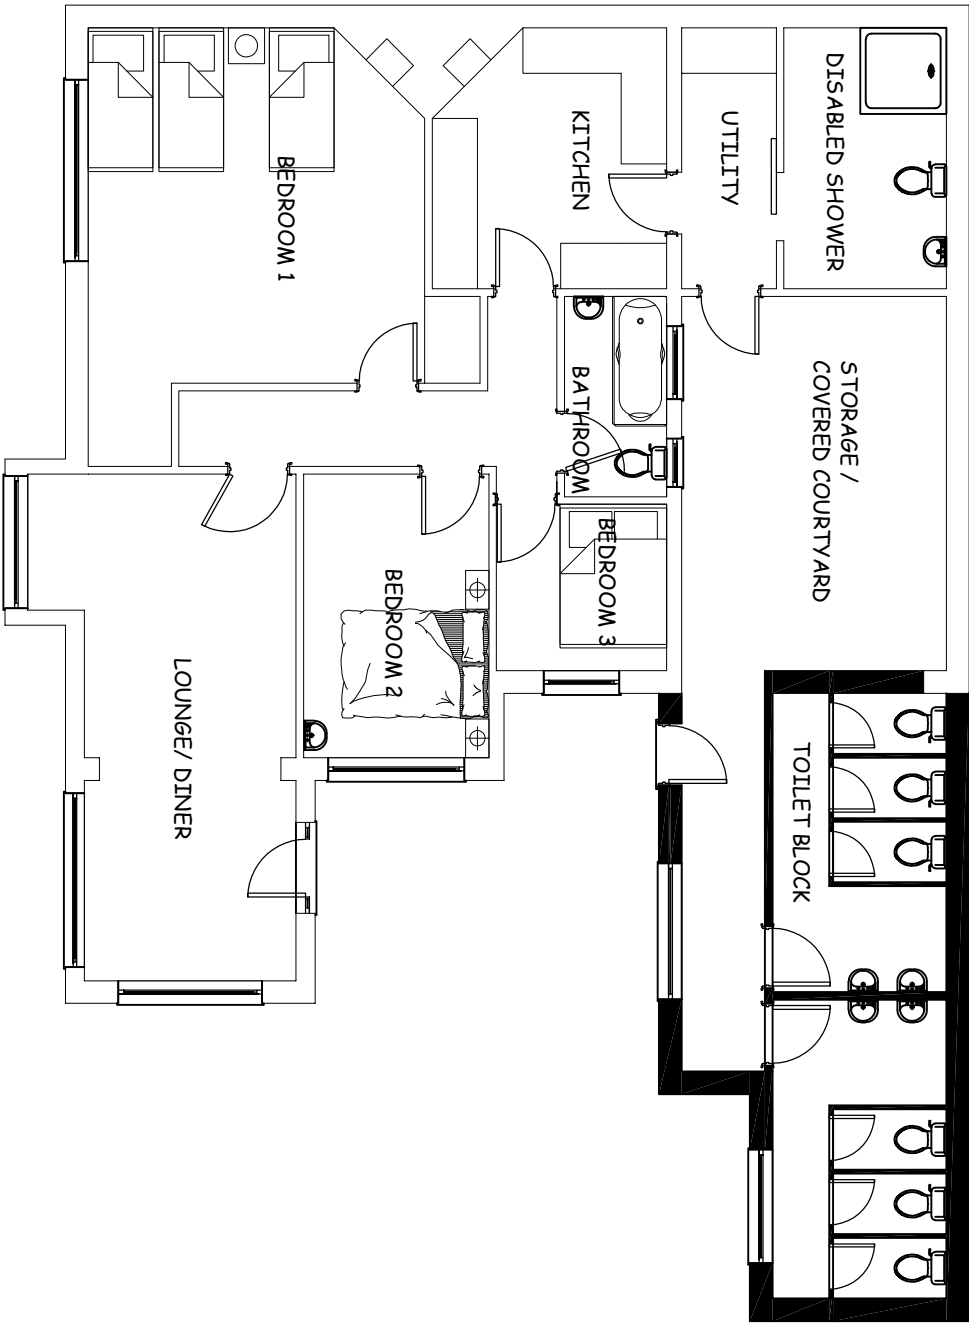 DISABLED SHOWER
UTILITY
KITCHEN
BEDROOM 1
STORAGE /
COVERED COURTYARD
BATHROOM
BEDROOM 3
BEDROOM 2
LOUNGE/ DINER
TOILET BLOCK